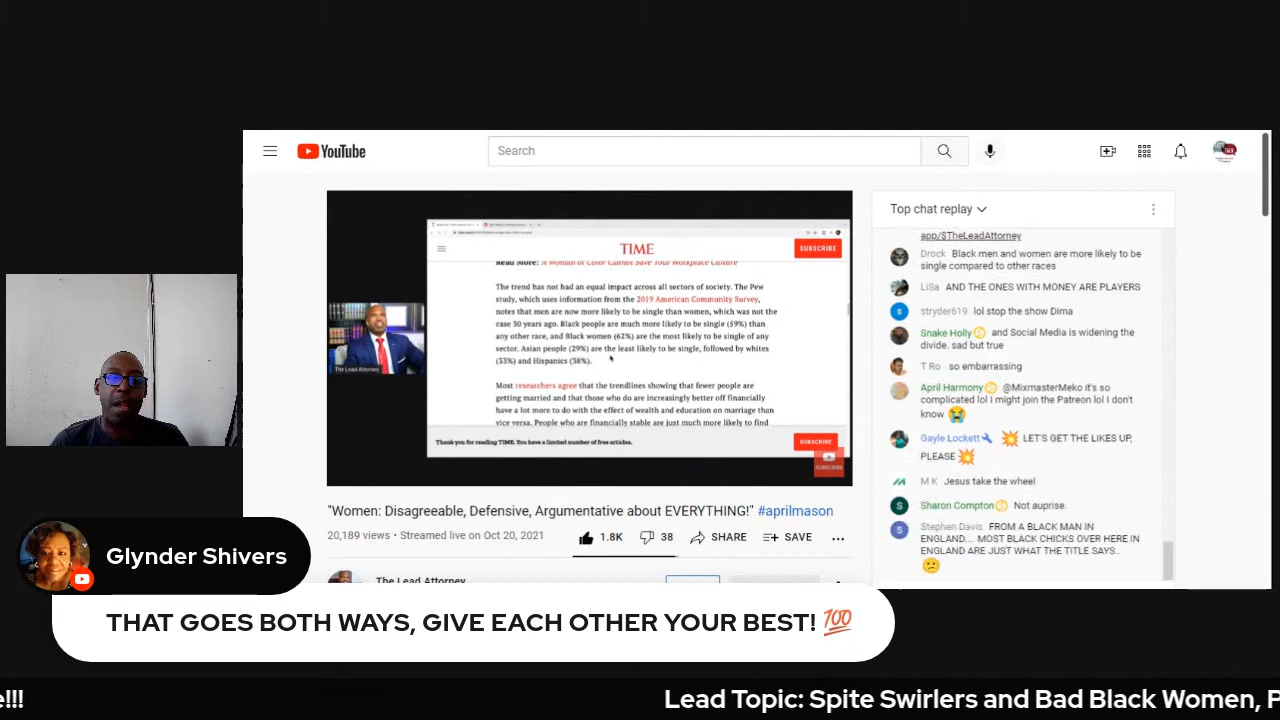 YouTube
Search
TIME
SUBSCRIBE
Read More: A Woman of Color Cannot Save Your Workplace Culture
The trend has not had an equal impact across all sectors of society. The Pew
study, which uses information from the 2019 American Community Survey,
notes that men are now more likely to be single than women, which was not the
case 30 years ago. Black people are much more likely to be single (59%) than
any other race, and Black women (62%) are the most likely to be single of any
sector. Asian people (29%) are the least likely to be single, followed by whites
(33%) and Hispanics (38%).
Most researchers agree that the trendlines showing that fewer people are
getting married and that those who do are increasingly better off financially
have a lot more to do with the effect of wealth and education on marriage than
vice versa. People who are financially stable are just much more likely to find
Thank you for reading TIME. You have a limited number of free articles.
SUBSCRIBE
SUBSCRIBE
The Lead Attorney
"Women: Disagreeable, Defensive, Argumentative about EVERYTHING!" #aprilmason
20,189 views • Streamed live on Oct 20, 2021
1.8K
38
SHARE
SAVE
The Lead Attorney
Top chat replay
app/$TheLeadAttorney
Drock Black men and women are more likely to be
single compared to other races
LiSa AND THE ONES WITH MONEY ARE PLAYERS
stryder619 lol stop the show Dima
Snake Holly and Social Media is widening the
divide. sad but true
T Ro so embarrassing
April Harmony @MixmasterMeko it's so
complicated lol I might join the Patreon lol I don't
know 😭
Gayle Lockett 💥 LET'S GET THE LIKES UP,
PLEASE 💥
M K Jesus take the wheel
Sharon Compton Not auprise.
Stephen Davis FROM A BLACK MAN IN
ENGLAND.... MOST BLACK CHICKS OVER HERE IN
ENGLAND ARE JUST WHAT THE TITLE SAYS..
😕
Glynder Shivers
THAT GOES BOTH WAYS, GIVE EACH OTHER YOUR BEST! 💯
e!!! Lead Topic: Spite Swirlers and Bad Black Women, P